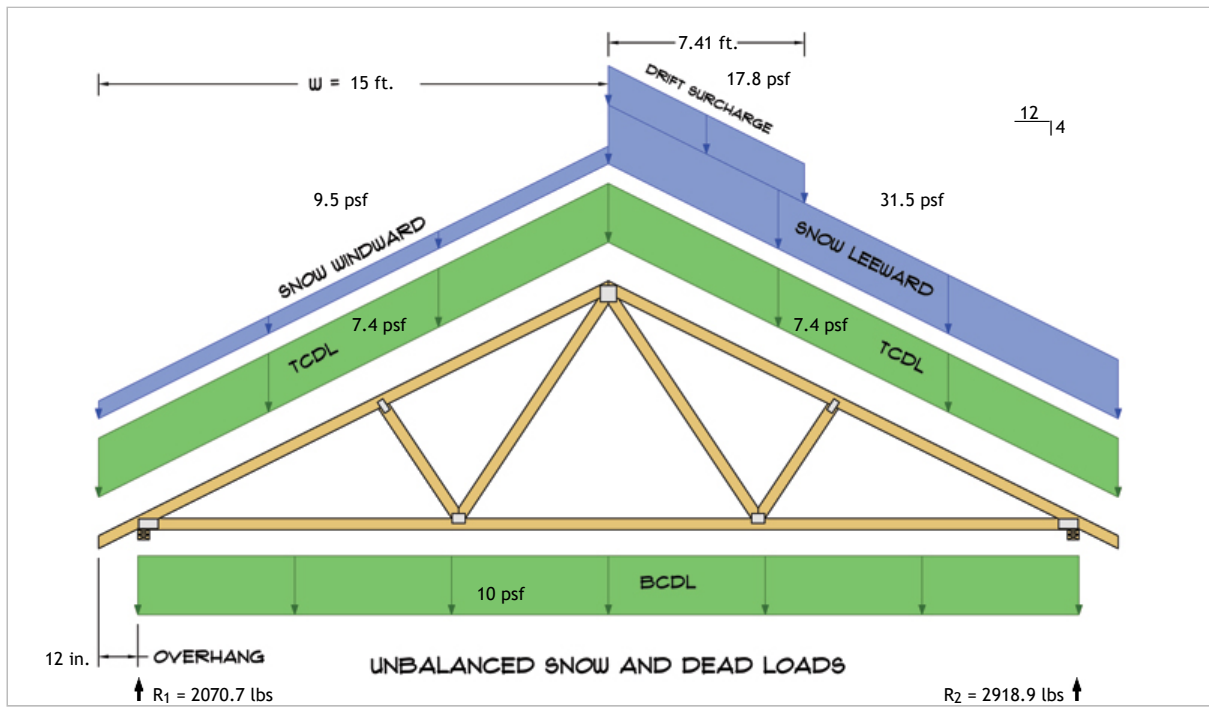 7.41 ft.
W = 15 ft.
DRIFT SURCHARGE
17.8 psf
12
4
9.5 psf
31.5 psf
SNOW WINDWARD
SNOW LEEWARD
7.4 psf
7.4 psf
TCDL
TCDL
10 psf
BCDL
12 in.
OVERHANG
UNBALANCED SNOW AND DEAD LOADS
R1 = 2070.7 lbs
R2 = 2918.9 lbs